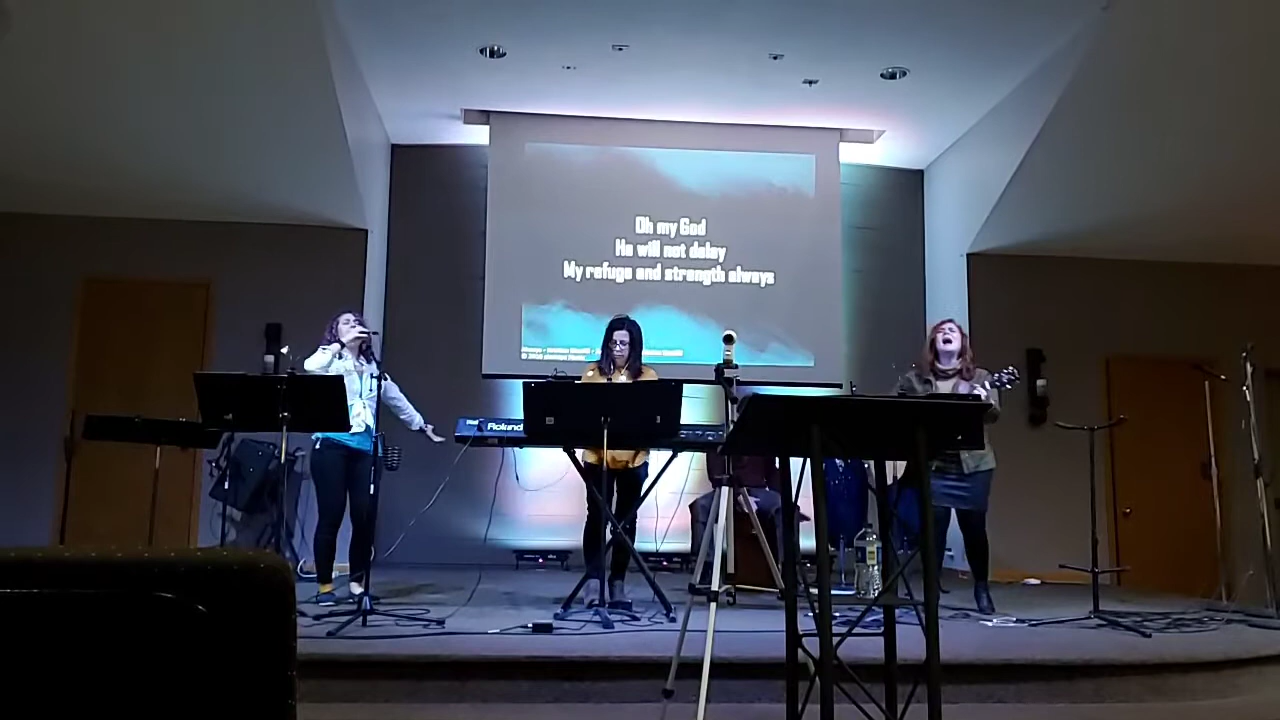 Oh my God
He will not delay
My refuge and strength always
Roland